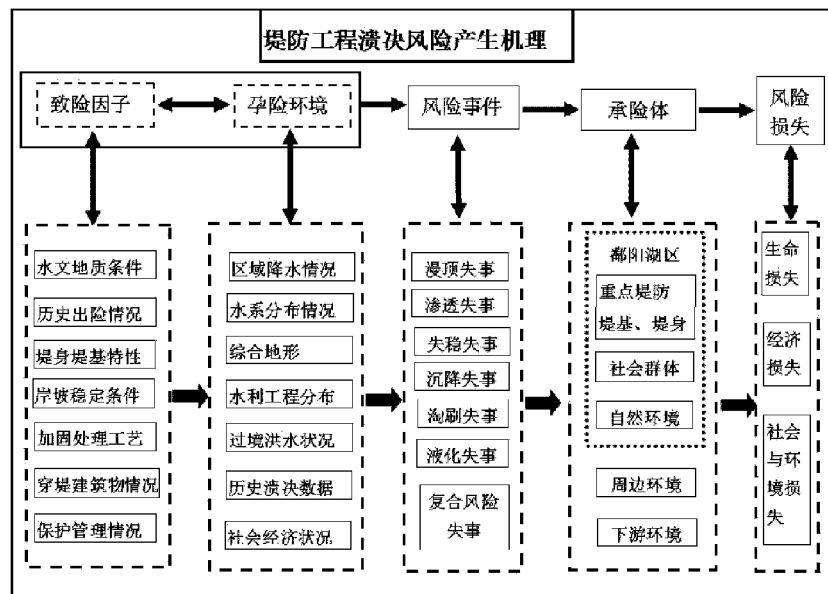 堤防工程溃决风险产生机理
致险因子
孕险环境
风险事件
承险体
风险
损失
水文地质条件
历史出险情况
堤身堤基特性
岸坡稳定条件
加固处理工艺
穿堤建筑物情况
保护管理情况
区域降水情况
水系分布情况
综合地形
水利工程分布
过境洪水状况
历史溃决数据
社会经济状况
漫顶失事
渗透失事
失稳失事
沉降失事
淘刷失事
液化失事
复合风险
失事
鄱阳湖区
重点堤防
堤基、堤身
社会群体
自然环境
周边环境
下游环境
生命
损失
经济
损失
社会
与环
境损
失